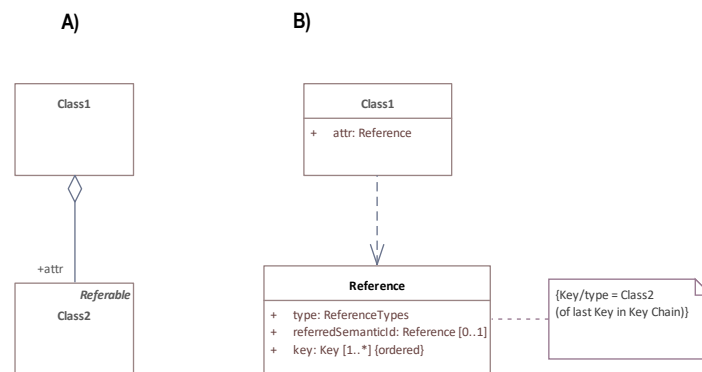 A)
B)
Class1
+attr
Referable
Class2
Class1
+ attr: Reference
Reference
+ type: ReferenceTypes
+ referredSemanticId: Reference [0..1]
+ key: Key [1..*] {ordered}
{Key/type = Class2
(of last Key in Key Chain)}